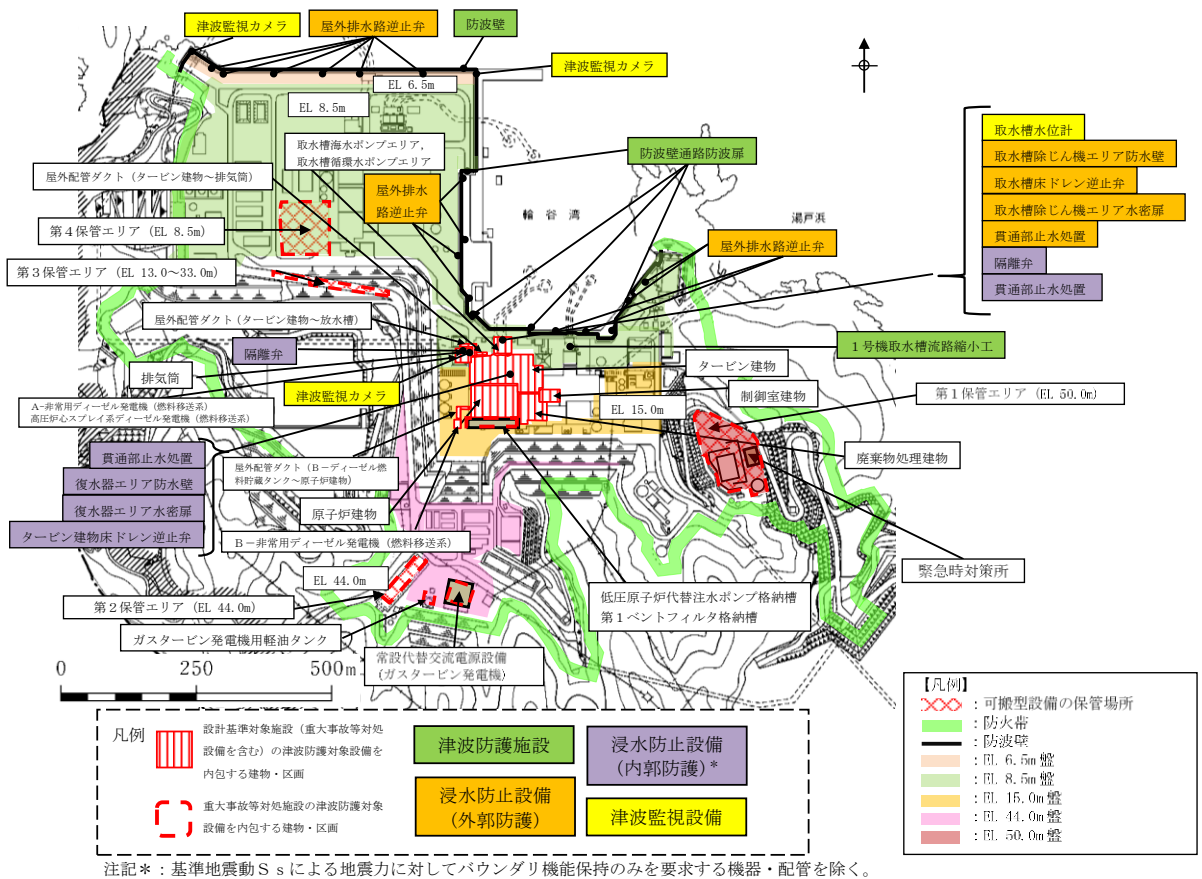 津波監視カメラ
屋外排水路逆止弁
防波壁
津波監視カメラ
EL 6.5m
EL 8.5m
取水槽海水ポンプエリア，
取水槽循環水ポンプエリア
屋外配管ダクト（タービン建物～排気筒）
屋外排水
路逆止弁
防波壁通路防波扉
輪谷湾
湯戸浜
屋外排水路逆止弁
取水槽水位計
取水槽除じん機エリア防水壁
取水槽床ドレン逆止弁
取水槽除じん機エリア水密扉
貫通部止水処置
隔離弁
貫通部止水処置
第４保管エリア（EL 8.5m）
第３保管エリア（EL 13.0～33.0m）
屋外配管ダクト（タービン建物～放水槽）
隔離弁
排気筒
津波監視カメラ
１号機取水槽流路縮小工
タービン建物
制御室建物
EL 15.0m
第１保管エリア（EL 50.0m）
A-非常用ディーゼル発電機（燃料移送系）
高圧炉心スプレイ系ディーゼル発電機（燃料移送系）
貫通部止水処置
復水器エリア防水壁
復水器エリア水密扉
タービン建物床ドレン逆止弁
屋外配管ダクト（Ｂ－ディーゼル燃
料貯蔵タンク～原子炉建物）
廃棄物処理建物
原子炉建物
Ｂ－非常用ディーゼル発電機（燃料移送系）
緊急時対策所
EL 44.0m
第２保管エリア（EL 44.0m）
低圧原子炉代替注水ポンプ格納槽
第１ベントフィルタ格納槽
ガスタービン発電機用軽油タンク
常設代替交流電源設備
（ガスタービン発電機）
0 250 500m
【凡例】
：可搬型設備の保管場所
：防火帯
：防波壁
：EL 6.5m 盤
：EL 8.5m 盤
：EL 15.0m 盤
：EL 44.0m 盤
：EL 50.0m 盤
凡例
設計基準対象施設（重大事故等対処
設備を含む）の津波防護対象設備を
内包する建物・区画
重大事故等対処施設の津波防護対象
設備を内包する建物・区画
津波防護施設
浸水防止設備
（外郭防護）
浸水防止設備
（内郭防護）＊
津波監視設備
注記＊：基準地震動Ｓｓによる地震力に対してバウンダリ機能保持のみを要求する機器・配管を除く。